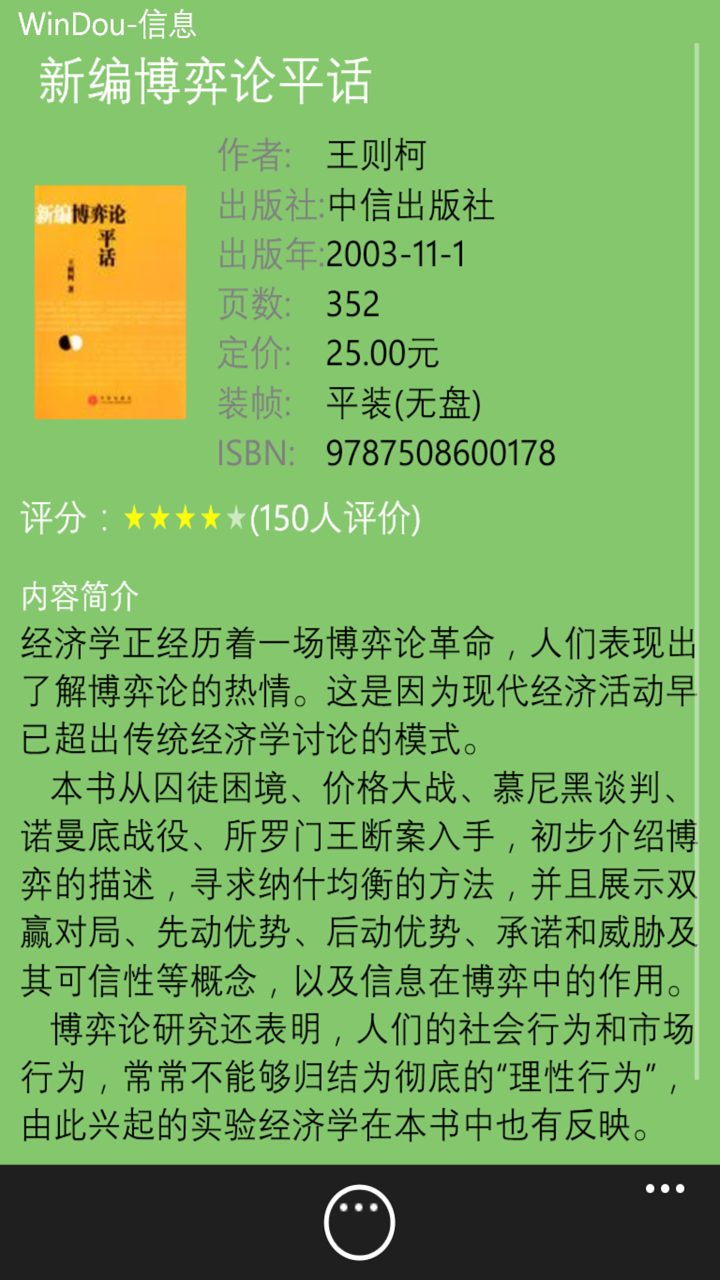 WinDou-信息
新编博弈论平话
新编博弈论
平
话
王则柯 著
作者: 王则柯
出版社:中信出版社
出版年:2003-11-1
页数: 352
定价: 25.00元
装帧: 平装(无盘)
ISBN: 9787508600178
评分：★★★★★(150人评价)
内容简介
经济学正经历着一场博弈论革命，人们表现出
了解博弈论的热情。这是因为现代经济活动早
已超出传统经济学讨论的模式。
本书从囚徒困境、价格大战、慕尼黑谈判、
诺曼底战役、所罗门王断案入手，初步介绍博
弈的描述，寻求纳什均衡的方法，并且展示双
赢对局、先动优势、后动优势、承诺和威胁及
其可信性等概念，以及信息在博弈中的作用。
博弈论研究还表明，人们的社会行为和市场
行为，常常不能够归结为彻底的“理性行为”，
由此兴起的实验经济学在本书中也有反映。